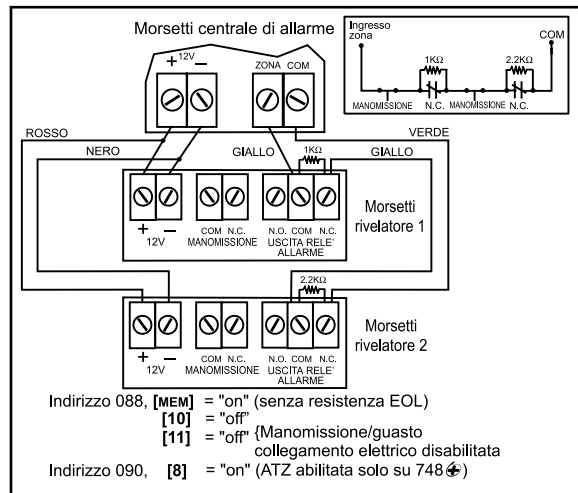 Morsetti centrale di allarme
+ 12V –
ZONA COM
Ingresso
zona
COM
1KΩ
2.2KΩ
MANOMISSIONE N.C. MANOMISSIONE N.C.
ROSSO
VERDE
NERO
GIALLO
1KΩ
GIALLO
+ –
12V
COM N.C.
MANOMISSIONE
N.O. COM N.C.
USCITA RELE'
ALLARME
Morsetti
rivelatore 1
2.2KΩ
+ –
12V
COM N.C.
MANOMISSIONE
N.O. COM N.C.
USCITA RELE'
ALLARME
Morsetti
rivelatore 2
Indirizzo 088, [MEM] = "on" (senza resistenza EOL)
[10] = "off"
[11] = "off" {Manomissione/guasto
collegamento elettrico disabilitata
Indirizzo 090, [8] = "on" (ATZ abilitata solo su 748)